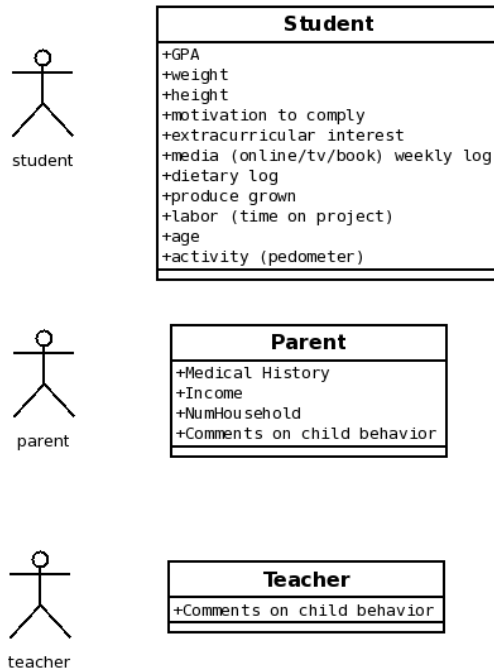 Student
+GPA
+weight
+height
+motivation to comply
+extracurricular interest
+media (online/tv/book) weekly log
+dietary log
+produce grown
+labor (time on project)
+age
+activity (pedometer)
student
Parent
+Medical History
+Income
+NumHousehold
+Comments on child behavior
parent
Teacher
+Comments on child behavior
teacher